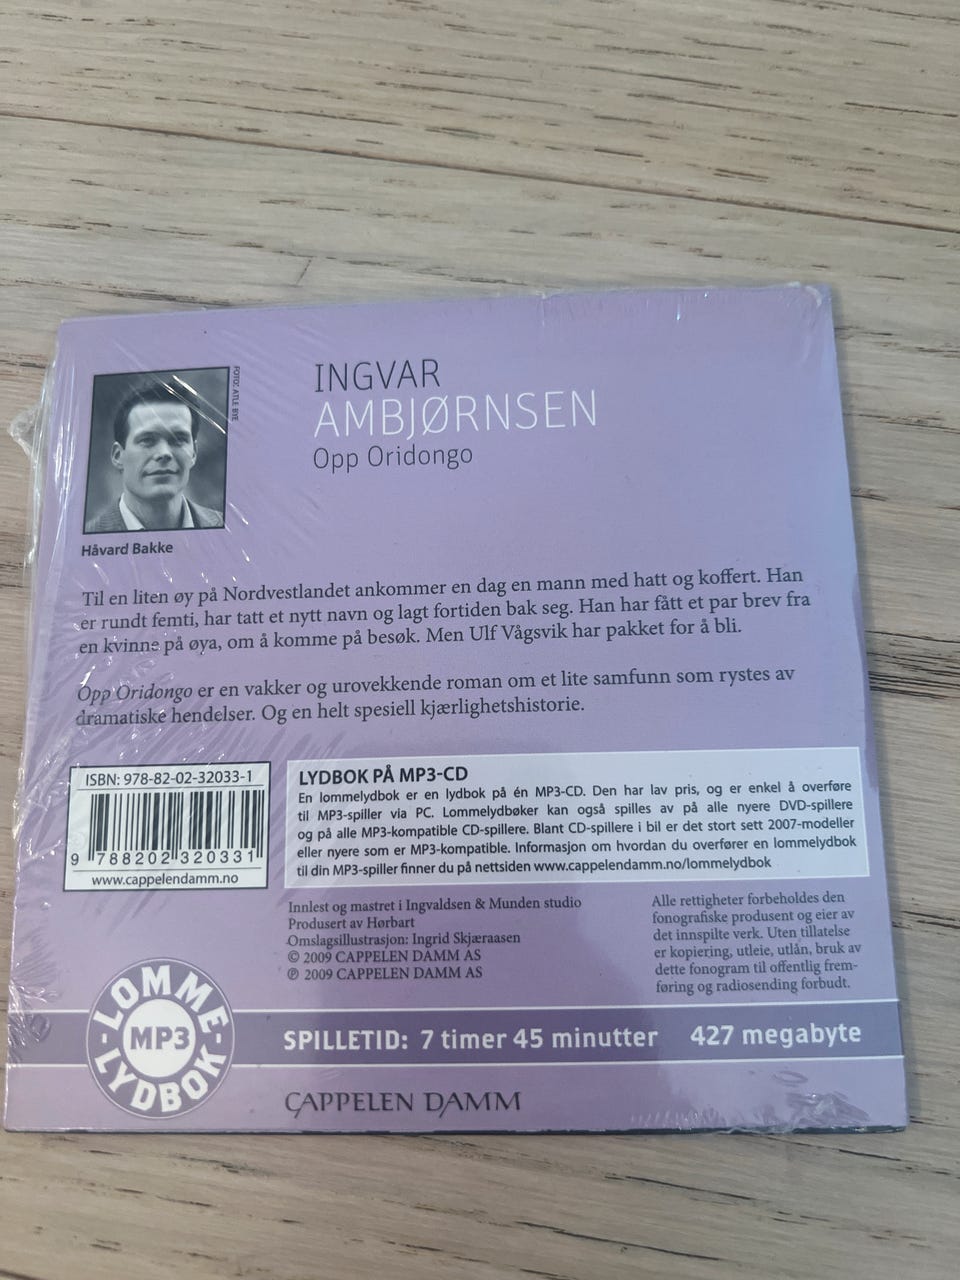 FOTO: ATLE BYE
INGVAR
AMBJØRNSEN
Opp Oridongo
Håvard Bakke
Til en liten øy på Nordvestlandet ankommer en dag en mann med hatt og koffert. Han
er rundt femti, har tatt et nytt navn og lagt fortiden bak seg. Han har fått et par brev fra
en kvinne på øya, om å komme på besøk. Men Ulf Vågsvik har pakket for å bli.
Opp Oridongo er en vakker og urovekkende roman om et lite samfunn som rystes av
dramatiske hendelser. Og en helt spesiell kjærlighetshistorie.
ISBN: 978-82-02-32033-1
9 788202 320331
www.cappelendamm.no
LYDBOK PÅ MP3-CD
En lommelydbok er en lydbok på én MP3-CD. Den har lav pris, og er enkel å overføre
til MP3-spiller via PC. Lommelydbøker kan også spilles av på alle nyere DVD-spillere
og på alle MP3-kompatible CD-spillere. Blant CD-spillere i bil er det stort sett 2007-modeller
eller nyere som er MP3-kompatible. Informasjon om hvordan du overfører en lommelydbok
til din MP3-spiller finner du på nettsiden www.cappelendamm.no/lommelydbok
Innlest og mastret i Ingvaldsen & Munden studio
Produsert av Hørbart
Omslagsillustrasjon: Ingrid Skjæraasen
© 2009 CAPPELEN DAMM AS
℗ 2009 CAPPELEN DAMM AS
Alle rettigheter forbeholdes den
fonografiske produsent og eier av
det innspilte verk. Uten tillatelse
er kopiering, utleie, utlån, bruk av
dette fonogram til offentlig frem-
føring og radiosending forbudt.
LOMME
MP3
-LYDBOK-
SPILLETID: 7 timer 45 minutter 427 megabyte
CAPPELEN DAMM